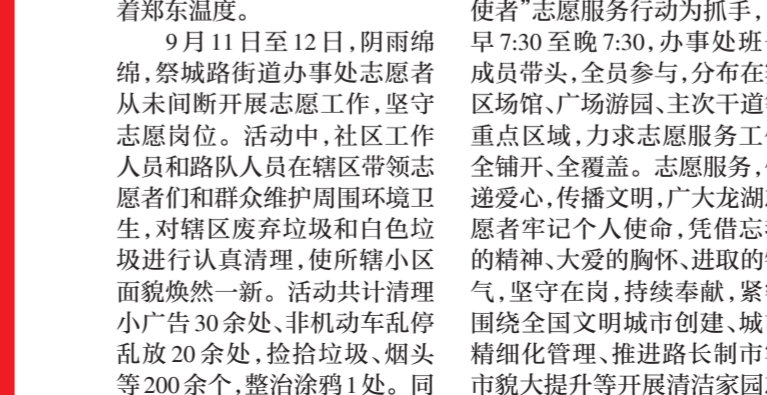 着郑东温度。
9月11日至12日,阴雨绵
绵,祭城路街道办事处志愿者
从未间断开展志愿工作,坚守
志愿岗位。活动中,社区工作
人员和路队人员在辖区带领志
愿者们和群众维护周围环境卫
生,对辖区废弃垃圾和白色垃
圾进行认真清理,使所辖小区
面貌焕然一新。活动共计清理
小广告30余处、非机动车乱停
乱放20余处,捡拾垃圾、烟头
等200余个,整治涂鸦1处。同
使者”志愿服务行动为抓手,
早7:30至晚7:30,办事处班
成员带头,全员参与,分布在
区场馆、广场游园、主次干道
重点区域,力求志愿服务工
全铺开、全覆盖。志愿服务,
递爱心,传播文明,广大龙湖
愿者牢记个人使命,凭借忘
的精神、大爱的胸怀、进取的
气,坚守在岗,持续奉献,紧
围绕全国文明城市创建、城
精细化管理、推进路长制市
市貌大提升等开展清洁家园